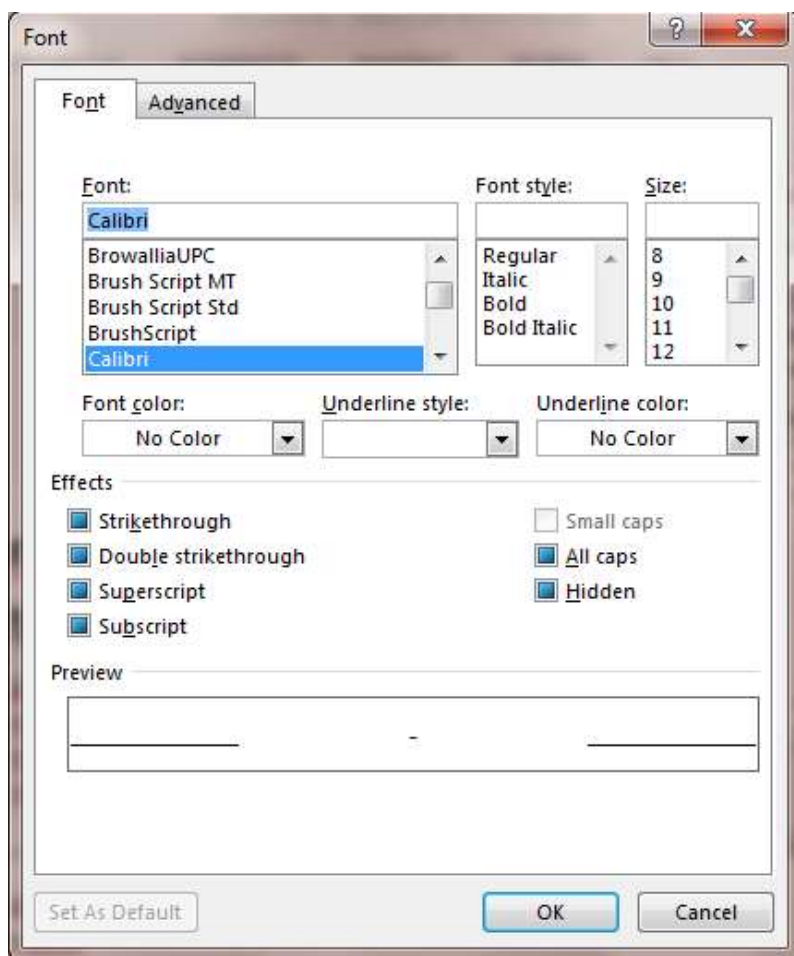 Font
? X
Font Advanced
Font: Font style: Size:
Calibri
BrowalliaUPC Regular 8
Brush Script MT Italic 9
Brush Script Std Bold 10
BrushScript Bold Italic 11
Calibri 12
Font color: Underline style: Underline color:
No Color No Color
Effects
Strikethrough Small caps
Double strikethrough All caps
Superscript Hidden
Subscript
Preview
-
Set As Default OK Cancel